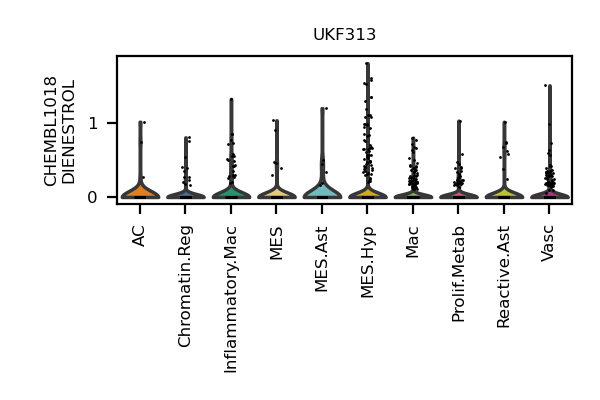 UKF313
CHEMBL1018
DIENESTROL
1
0
AC
Chromatin.Reg
Inflammatory.Mac
MES
MES.Ast
MES.Hyp
Mac
Prolif.Metab
Reactive.Ast
Vasc